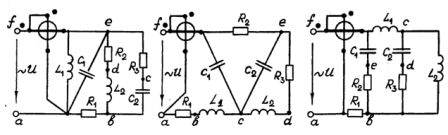 f e f R₂ e f L₁ c
R₂ R₃ C₁ C₂
~U L₁ C₁ d c ~U C₁ C₂ R₃ ~U e d L₂
L₂ C₂ R₂ R₃
R₁ R₁ L₁ L₂ R₁
a b a b c d a b